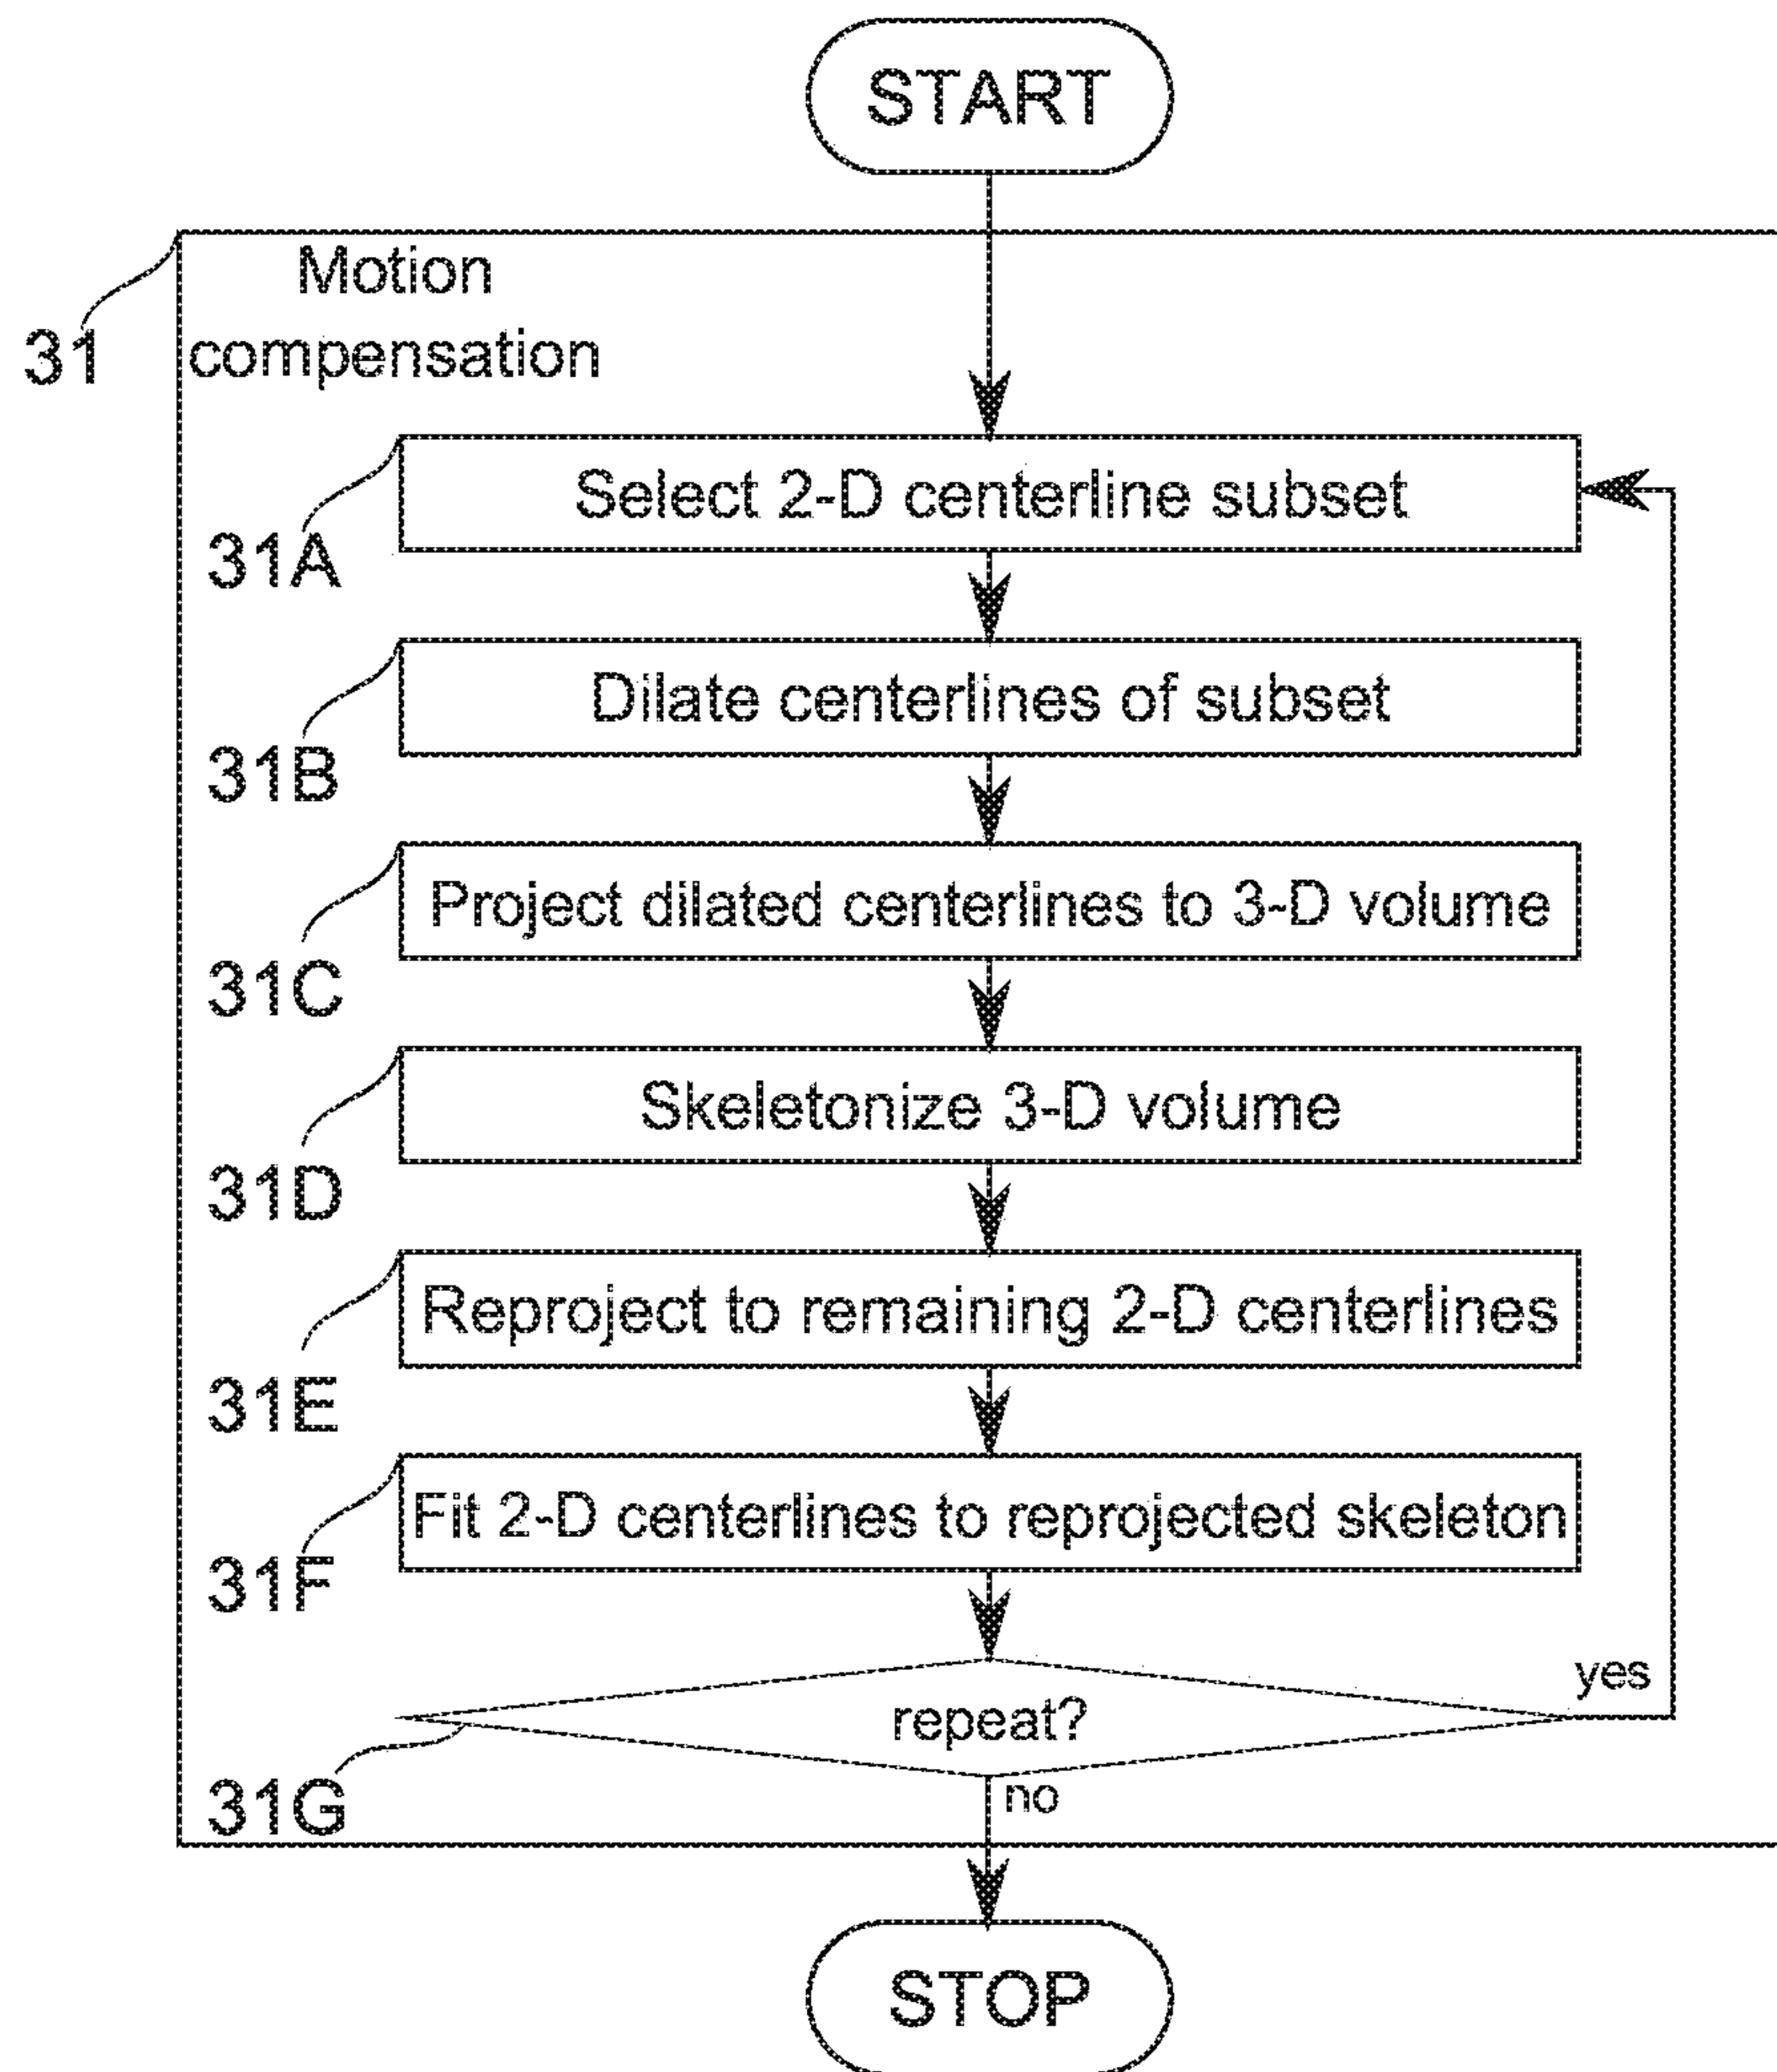 START
Motion
compensation
31
Select 2-D centerline subset
31A
Dilate centerlines of subset
31B
Project dilated centerlines to 3-D volume
31C
Skeletonize 3-D volume
31D
Reproject to remaining 2-D centerlines
31E
Fit 2-D centerlines to reprojected skeleton
31F
yes
repeat?
31G
no
STOP